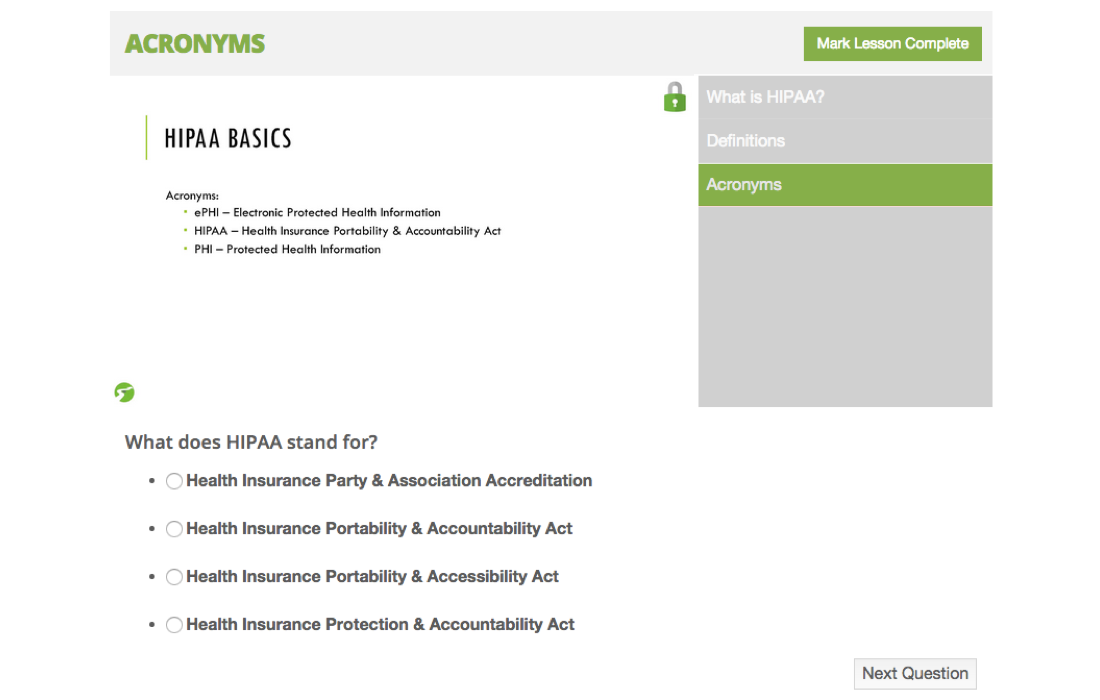 ACRONYMS
Mark Lesson Complete
What is HIPAA?
Definitions
Acronyms
HIPAA BASICS
Acronyms:
• ePHI – Electronic Protected Health Information
• HIPAA – Health Insurance Portability & Accountability Act
• PHI – Protected Health Information
What does HIPAA stand for?
• Health Insurance Party & Association Accreditation
• Health Insurance Portability & Accountability Act
• Health Insurance Portability & Accessibility Act
• Health Insurance Protection & Accountability Act
Next Question